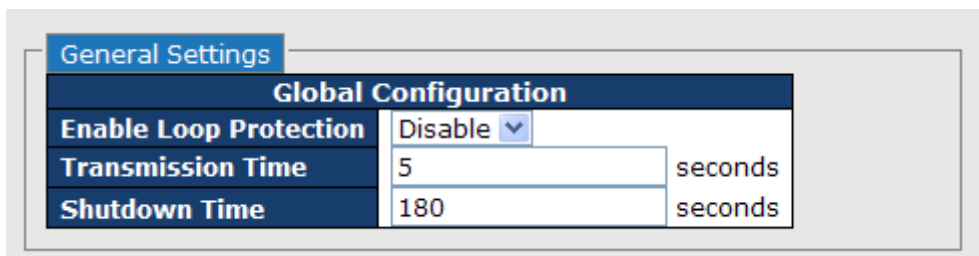 General Settings
Global Configuration
Enable Loop Protection Disable
Transmission Time 5 seconds
Shutdown Time 180 seconds